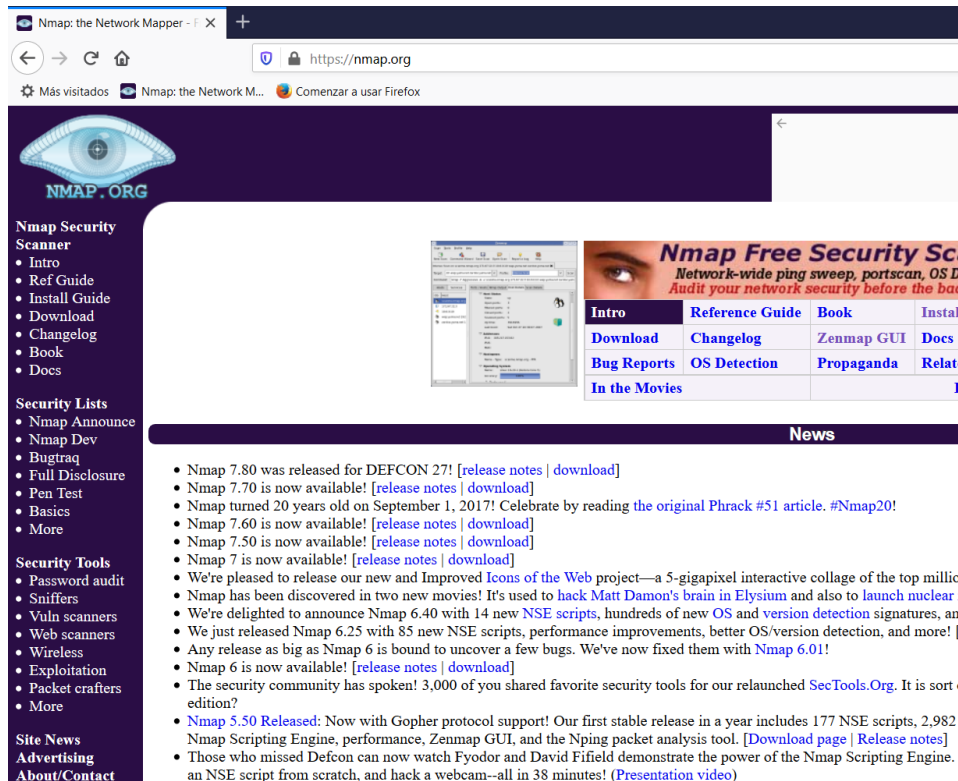 Nmap: the Network Mapper - F
https://nmap.org
Más visitados
Nmap: the Network M...
Comenzar a usar Firefox
NMAP.ORG
Nmap Security
Scanner
Intro
Ref Guide
Install Guide
Download
Changelog
Book
Docs
Security Lists
Nmap Announce
Nmap Dev
Bugtraq
Full Disclosure
Pen Test
Basics
More
Security Tools
Password audit
Sniffers
Vuln scanners
Web scanners
Wireless
Exploitation
Packet crafters
More
Site News
Advertising
About/Contact
Nmap Free Security Sc
Network-wide ping sweep, portscan, OS D
Audit your network security before the ba
Intro Reference Guide Book Instal
Download Changelog Zenmap GUI Docs
Bug Reports OS Detection Propaganda Relat
In the Movies
News
Nmap 7.80 was released for DEFCON 27! [release notes | download]
Nmap 7.70 is now available! [release notes | download]
Nmap turned 20 years old on September 1, 2017! Celebrate by reading the original Phrack #51 article. #Nmap20!
Nmap 7.60 is now available! [release notes | download]
Nmap 7.50 is now available! [release notes | download]
Nmap 7 is now available! [release notes | download]
We're pleased to release our new and Improved Icons of the Web project—a 5-gigapixel interactive collage of the top millio
Nmap has been discovered in two new movies! It's used to hack Matt Damon's brain in Elysium and also to launch nuclear
We're delighted to announce Nmap 6.40 with 14 new NSE scripts, hundreds of new OS and version detection signatures, an
We just released Nmap 6.25 with 85 new NSE scripts, performance improvements, better OS/version detection, and more! [
Any release as big as Nmap 6 is bound to uncover a few bugs. We've now fixed them with Nmap 6.01!
Nmap 6 is now available! [release notes | download]
The security community has spoken! 3,000 of you shared favorite security tools for our relaunched SecTools.Org. It is sort
edition?
Nmap 5.50 Released: Now with Gopher protocol support! Our first stable release in a year includes 177 NSE scripts, 2,982
Nmap Scripting Engine, performance, Zenmap GUI, and the Nping packet analysis tool. [Download page | Release notes]
Those who missed Defcon can now watch Fyodor and David Fifield demonstrate the power of the Nmap Scripting Engine.
an NSE script from scratch, and hack a webcam--all in 38 minutes! (Presentation video)